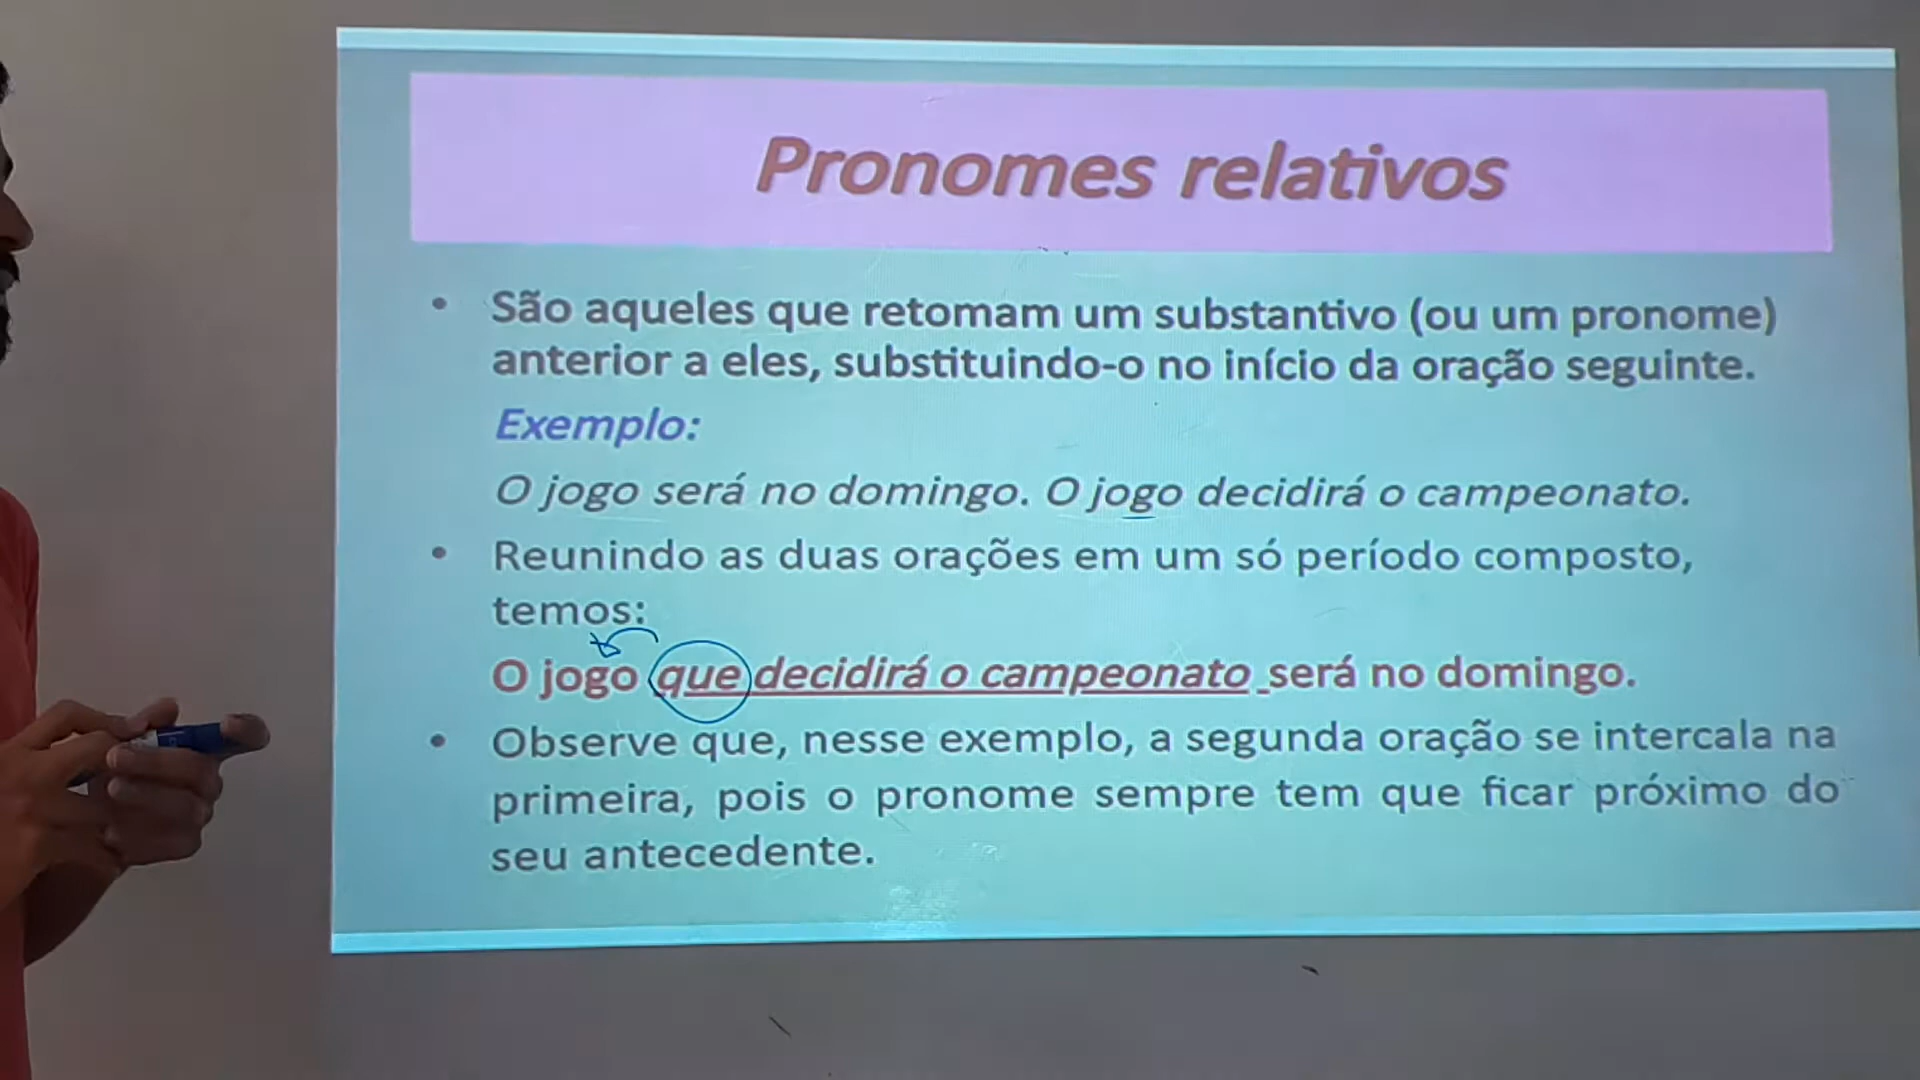 Pronomes relativos
• São aqueles que retomam um substantivo (ou um pronome)
anterior a eles, substituindo-o no início da oração seguinte.
Exemplo:
O jogo será no domingo. O jogo decidirá o campeonato.
• Reunindo as duas orações em um só período composto,
temos:
O jogo que decidirá o campeonato será no domingo.
• Observe que, nesse exemplo, a segunda oração se intercala na
primeira, pois o pronome sempre tem que ficar próximo do
seu antecedente.